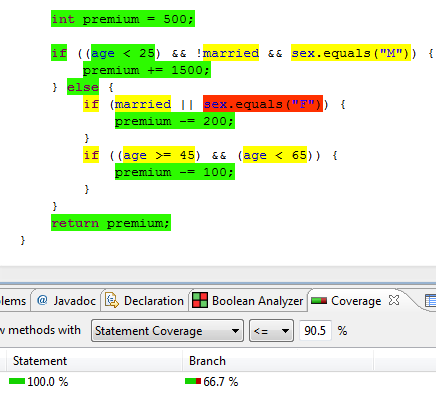 int premium = 500;
if ((age < 25) && !married && sex.equals("M")) {
premium += 1500;
} else {
if (married || sex.equals("F")) {
premium -= 200;
}
if ((age >= 45) && (age < 65)) {
premium -= 100;
}
}
return premium;
}
blems @ Javadoc Declaration Boolean Analyzer Coverage
w methods with Statement Coverage <= 90.5 %
Statement Branch
100.0 % 66.7 %